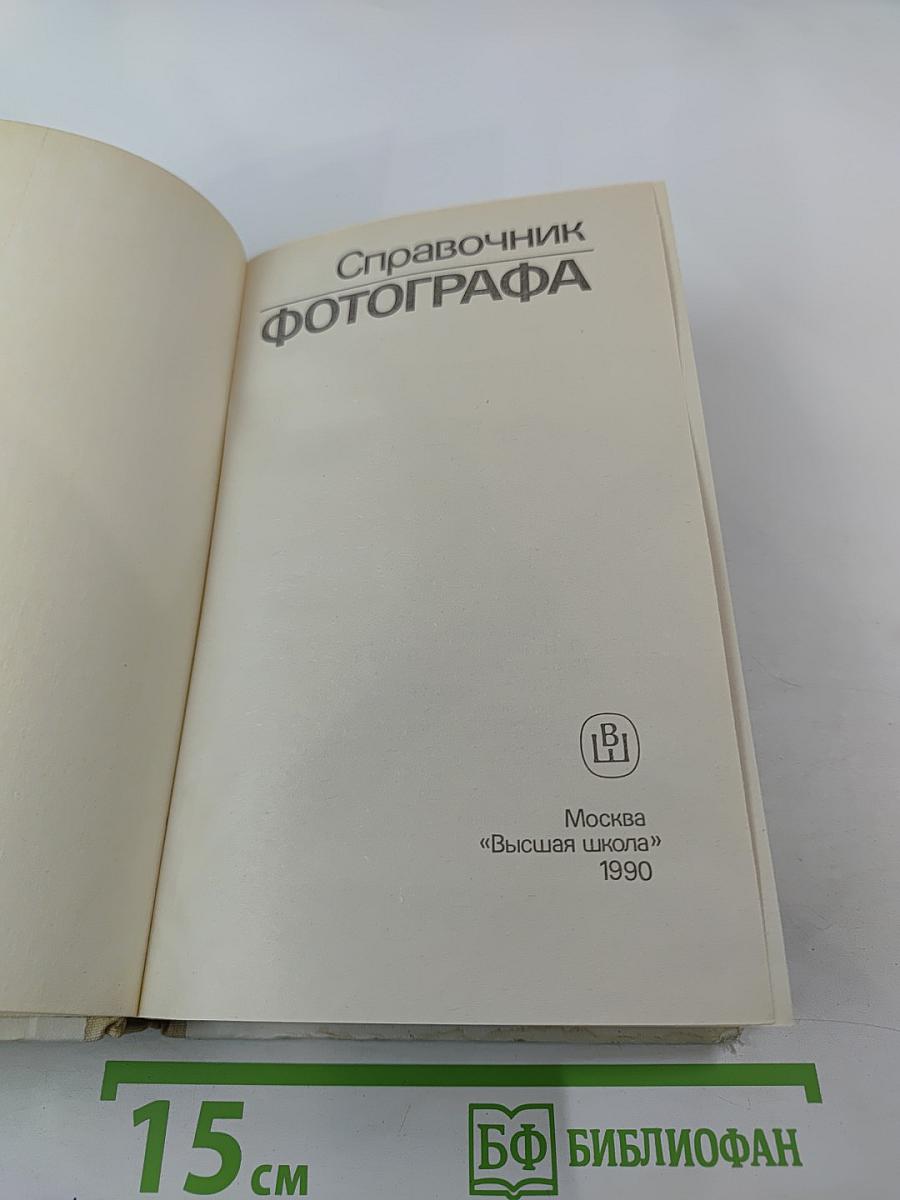 Справочник
ФОТОГРАФА
ВШ
Москва
«Высшая школа»
1990
15 см
БФ БИБЛИОФАН